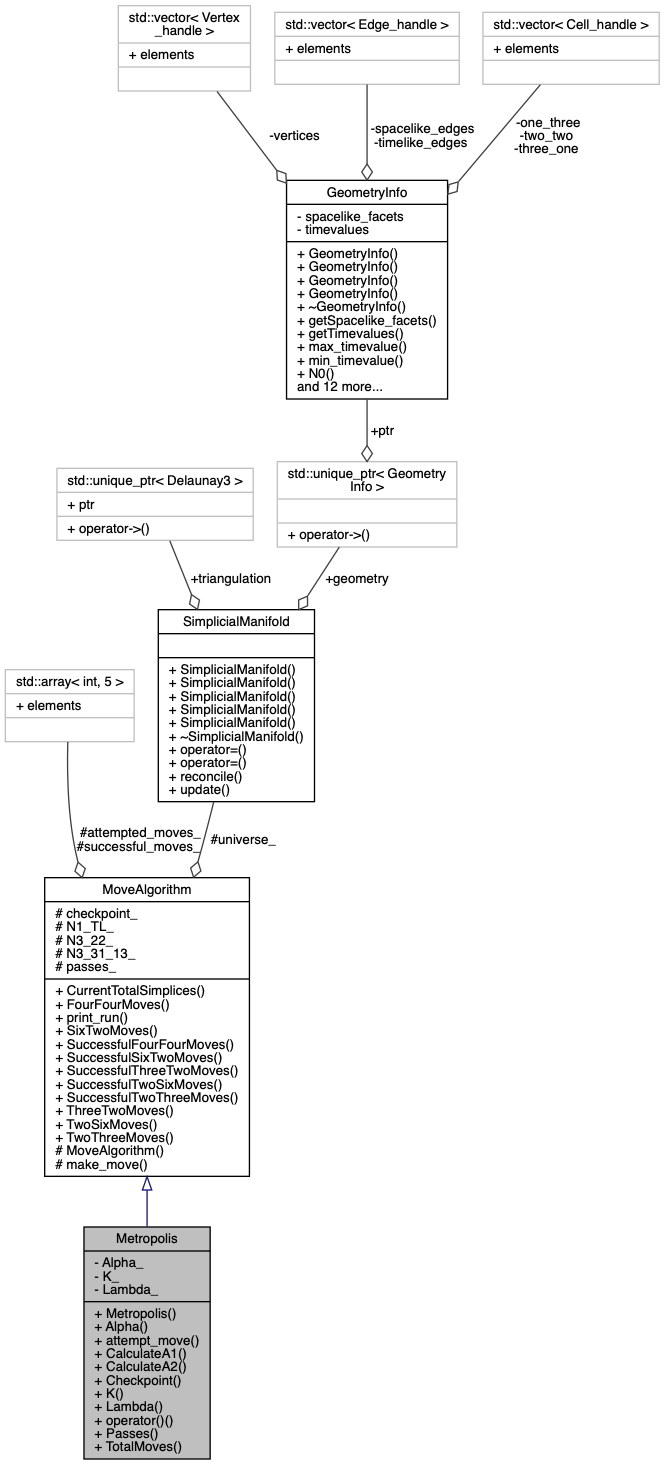 std::vector< Vertex
_handle >
+ elements
std::vector< Edge_handle >
+ elements
std::vector< Cell_handle >
+ elements
-vertices
-spacelike_edges
-timelike_edges
-one_three
-two_two
-three_one
GeometryInfo
- spacelike_facets
- timevalues
+ GeometryInfo()
+ GeometryInfo()
+ GeometryInfo()
+ GeometryInfo()
+ ~GeometryInfo()
+ getSpacelike_facets()
+ getTimevalues()
+ max_timevalue()
+ min_timevalue()
+ N0()
and 12 more...
+ptr
std::unique_ptr< Delaunay3 >
+ ptr
+ operator->()
std::unique_ptr< Geometry
Info >
+ operator->()
+triangulation
+geometry
SimplicialManifold
+ SimplicialManifold()
+ SimplicialManifold()
+ SimplicialManifold()
+ SimplicialManifold()
+ SimplicialManifold()
+ ~SimplicialManifold()
+ operator=()
+ operator=()
+ reconcile()
+ update()
std::array< int, 5 >
+ elements
#attempted_moves_
#successful_moves_
#universe_
MoveAlgorithm
# checkpoint_
# N1_TL_
# N3_22_
# N3_31_13_
# passes_
+ CurrentTotalSimplices()
+ FourFourMoves()
+ print_run()
+ SixTwoMoves()
+ SuccessfulFourFourMoves()
+ SuccessfulSixTwoMoves()
+ SuccessfulThreeTwoMoves()
+ SuccessfulTwoSixMoves()
+ SuccessfulTwoThreeMoves()
+ ThreeTwoMoves()
+ TwoSixMoves()
+ TwoThreeMoves()
# MoveAlgorithm()
# make_move()
Metropolis
- Alpha_
- K_
- Lambda_
+ Metropolis()
+ Alpha()
+ attempt_move()
+ CalculateA1()
+ CalculateA2()
+ Checkpoint()
+ K()
+ Lambda()
+ operator()()
+ Passes()
+ TotalMoves()